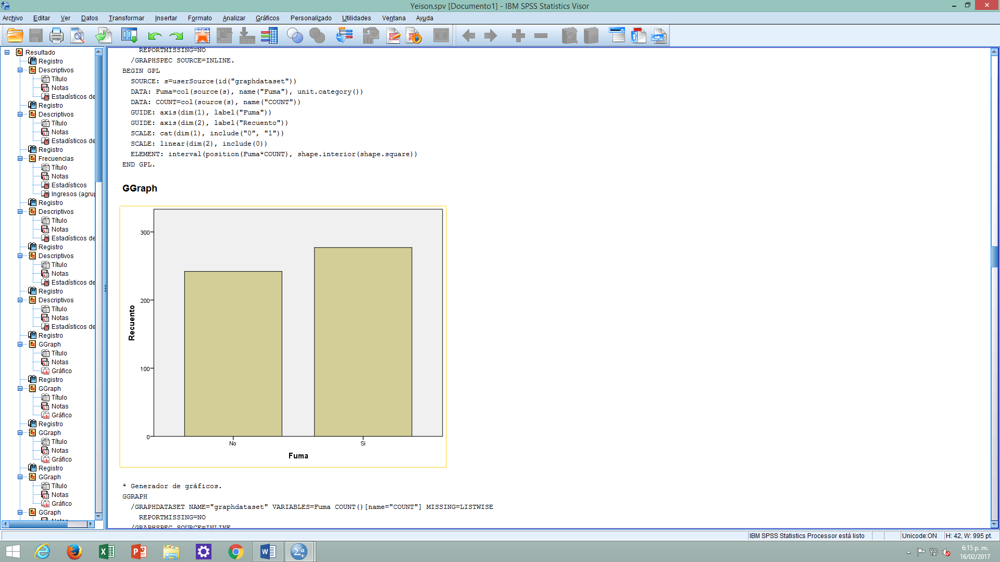 Yeison.spv [Documento1] - IBM SPSS Statistics Visor
Archivo Editar Ver Datos Transformar Insertar Formato Analizar Gráficos Personalizado Utilidades Ventana Ayuda
Resultado
Registro
Descriptivos
Título
Notas
Estadísticos de
Registro
Descriptivos
Título
Notas
Estadísticos de
Registro
Frecuencias
Título
Notas
Estadísticos
Ingresos (agru
Registro
Descriptivos
Título
Notas
Estadísticos de
Registro
Descriptivos
Título
Notas
Estadísticos de
Registro
Descriptivos
Título
Notas
Estadísticos de
Registro
GGraph
Título
Notas
Gráfico
Registro
GGraph
Título
Notas
Gráfico
Registro
GGraph
Título
Notas
Gráfico
Registro
GGraph
Título
Notas
Gráfico
GGraph
Notas
REPORTMISSING=NO
/GRAPHSPEC SOURCE=INLINE.
BEGIN GPL
SOURCE: s=userSource(id("graphdataset"))
DATA: Fuma=col(source(s), name("Fuma"), unit.category())
DATA: COUNT=col(source(s), name("COUNT"))
GUIDE: axis(dim(1), label("Fuma"))
GUIDE: axis(dim(2), label("Recuento"))
SCALE: cat(dim(1), include("0", "1"))
SCALE: linear(dim(2), include(0))
ELEMENT: interval(position(Fuma*COUNT), shape.interior(shape.square))
END GPL.
GGraph
300
200
100
0
Recuento
No Si
Fuma
* Generador de gráficos.
GGRAPH
/GRAPHDATASET NAME="graphdataset" VARIABLES=Fuma COUNT()[name="COUNT"] MISSING=LISTWISE
REPORTMISSING=NO
/GRAPHSPEC SOURCE=INLINE
IBM SPSS Statistics Processor está listo Unicode:ON H: 42, W: 995 pt.
6:15 p. m.
16/02/2017